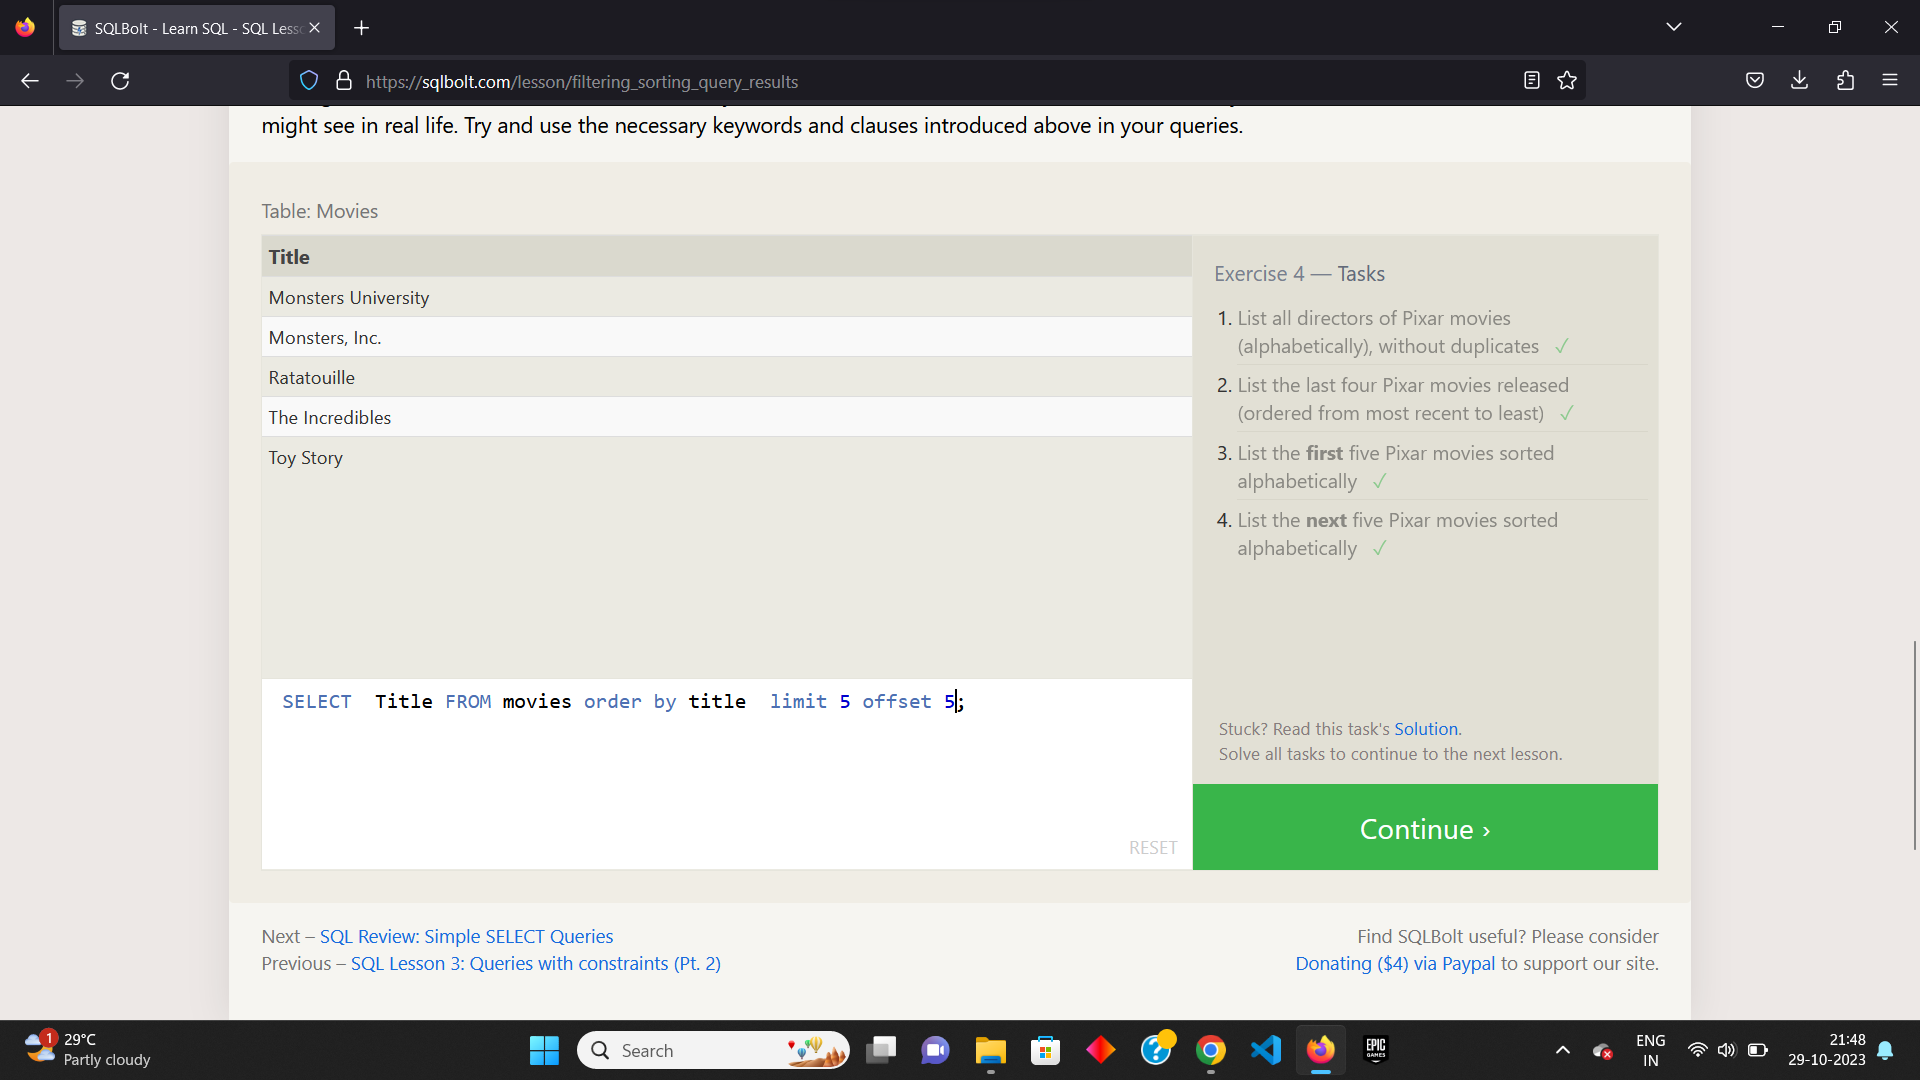 SQLBolt - Learn SQL - SQL Less
https://sqlbolt.com/lesson/filtering_sorting_query_results
might see in real life. Try and use the necessary keywords and clauses introduced above in your queries.
Table: Movies
Title
Monsters University
Monsters, Inc.
Ratatouille
The Incredibles
Toy Story
SELECT  Title FROM movies order by title  limit 5 offset 5;
RESET
Exercise 4 — Tasks
1. List all directors of Pixar movies
(alphabetically), without duplicates ✓
2. List the last four Pixar movies released
(ordered from most recent to least) ✓
3. List the first five Pixar movies sorted
alphabetically ✓
4. List the next five Pixar movies sorted
alphabetically ✓
Stuck? Read this task's Solution.
Solve all tasks to continue to the next lesson.
Continue ›
Next – SQL Review: Simple SELECT Queries
Previous – SQL Lesson 3: Queries with constraints (Pt. 2)
Find SQLBolt useful? Please consider
Donating ($4) via Paypal to support our site.
1
29°C
Partly cloudy
Search
EPIC
GAMES
ENG
IN
21:48
29-10-2023